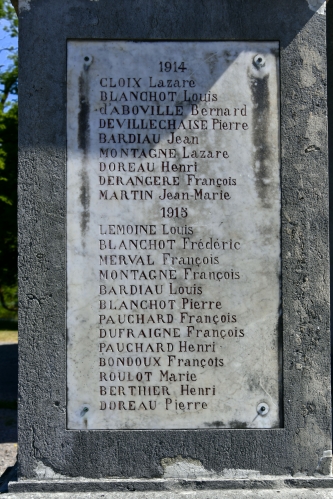 1914
CLOIX Lazare
BLANCHOT Louis
d'ABOVILLE Bernard
DEVILLECHAISE Pierre
BARDIAU Jean
MONTAGNE Lazare
DOREAU Henri
DERANGERE François
MARTIN Jean-Marie
1915
LEMOINE Louis
BLANCHOT Frédéric
MERVAL François
MONTAGNE François
BARDIAU Louis
BLANCHOT Pierre
PAUCHARD François
DUFRAIGNE François
PAUCHARD Henri
BONDOUX François
ROULOT Marie
BERTHIER Henri
DOREAU Pierre